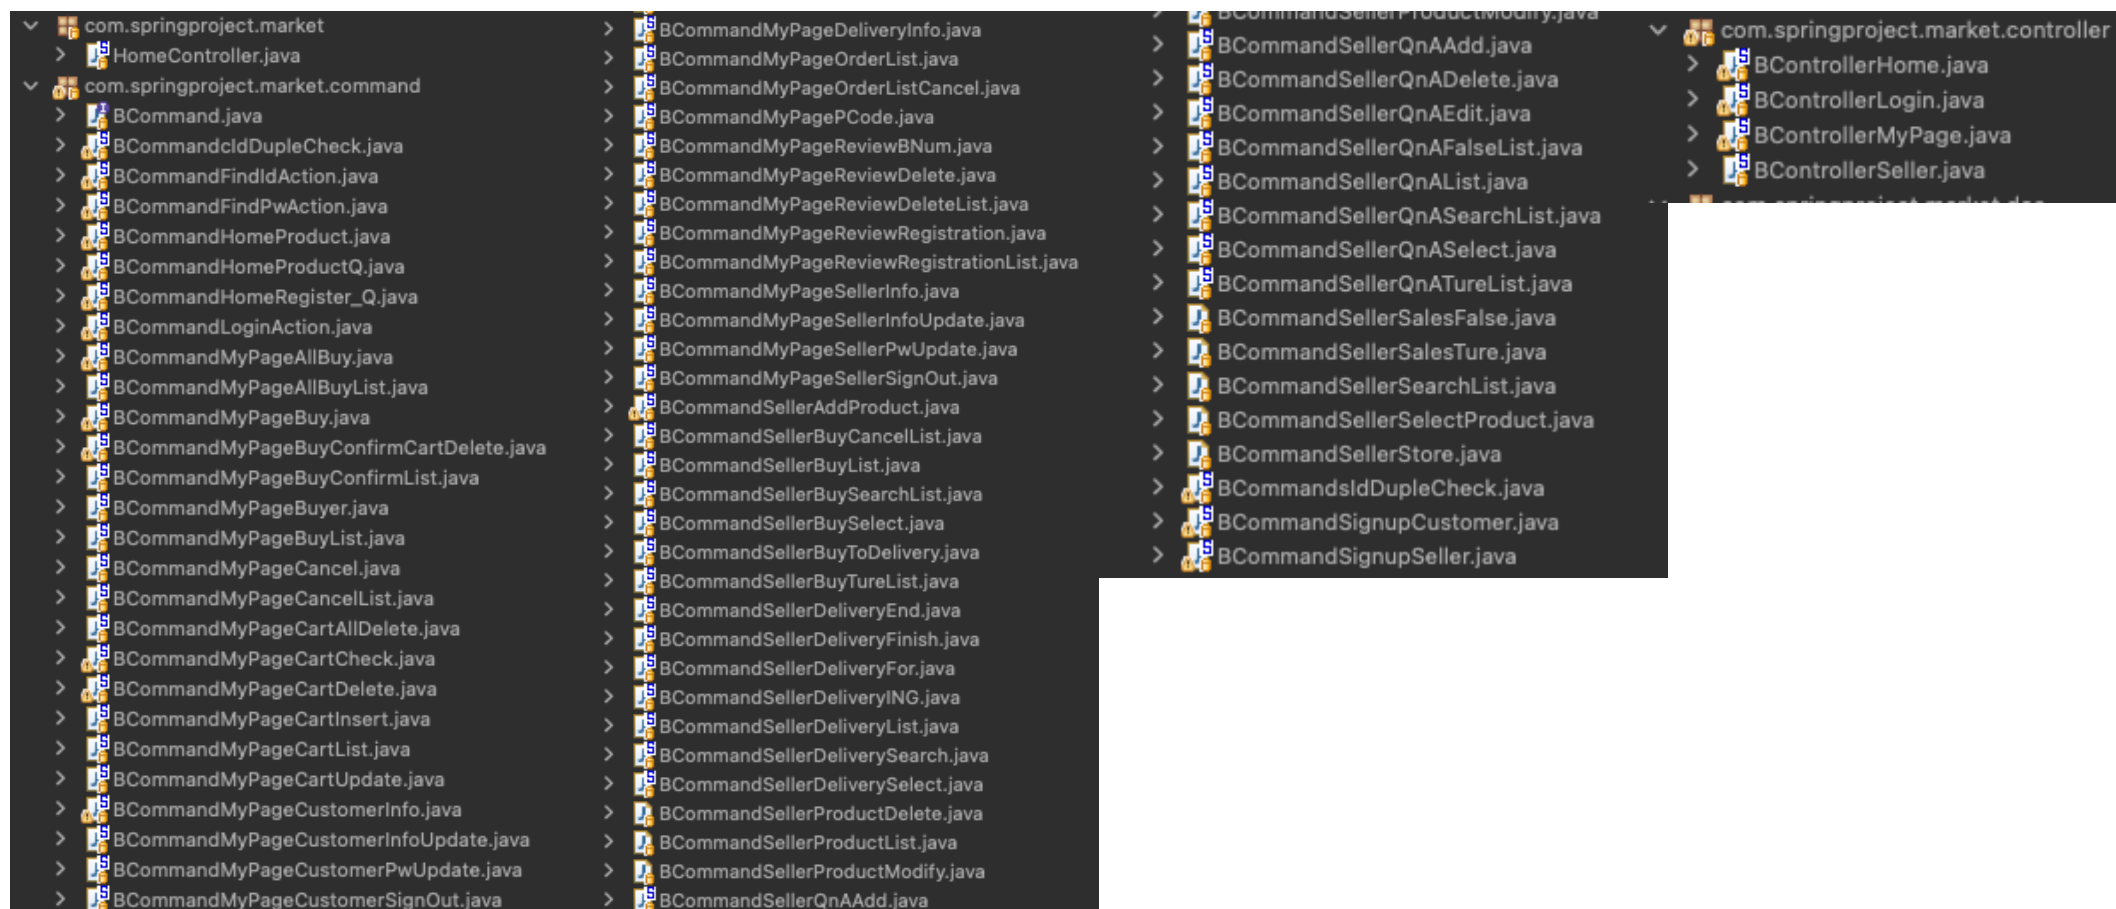 com.springproject.market
HomeController.java
com.springproject.market.command
BCommand.java
BCommandcIdDupleCheck.java
BCommandFindIdAction.java
BCommandFindPwAction.java
BCommandHomeProduct.java
BCommandHomeProductQ.java
BCommandHomeRegister_Q.java
BCommandLoginAction.java
BCommandMyPageAllBuy.java
BCommandMyPageAllBuyList.java
BCommandMyPageBuy.java
BCommandMyPageBuyConfirmCartDelete.java
BCommandMyPageBuyConfirmList.java
BCommandMyPageBuyer.java
BCommandMyPageBuyList.java
BCommandMyPageCancel.java
BCommandMyPageCancelList.java
BCommandMyPageCartAllDelete.java
BCommandMyPageCartCheck.java
BCommandMyPageCartDelete.java
BCommandMyPageCartInsert.java
BCommandMyPageCartList.java
BCommandMyPageCartUpdate.java
BCommandMyPageCustomerInfo.java
BCommandMyPageCustomerInfoUpdate.java
BCommandMyPageCustomerPwUpdate.java
BCommandMyPageCustomerSignOut.java
BCommandMyPageDeliveryInfo.java
BCommandMyPageOrderList.java
BCommandMyPageOrderListCancel.java
BCommandMyPagePCode.java
BCommandMyPageReviewBNum.java
BCommandMyPageReviewDelete.java
BCommandMyPageReviewDeleteList.java
BCommandMyPageReviewRegistration.java
BCommandMyPageReviewRegistrationList.java
BCommandMyPageSellerInfo.java
BCommandMyPageSellerInfoUpdate.java
BCommandMyPageSellerPwUpdate.java
BCommandMyPageSellerSignOut.java
BCommandSellerAddProduct.java
BCommandSellerBuyCancelList.java
BCommandSellerBuyList.java
BCommandSellerBuySearchList.java
BCommandSellerBuySelect.java
BCommandSellerBuyToDelivery.java
BCommandSellerBuyTureList.java
BCommandSellerDeliveryEnd.java
BCommandSellerDeliveryFinish.java
BCommandSellerDeliveryFor.java
BCommandSellerDeliveryING.java
BCommandSellerDeliveryList.java
BCommandSellerDeliverySearch.java
BCommandSellerDeliverySelect.java
BCommandSellerProductDelete.java
BCommandSellerProductList.java
BCommandSellerProductModify.java
BCommandSellerQnAAdd.java
BCommandSellerProductModify.java
BCommandSellerQnAAdd.java
BCommandSellerQnADelete.java
BCommandSellerQnAEdit.java
BCommandSellerQnAFalseList.java
BCommandSellerQnAList.java
BCommandSellerQnASearchList.java
BCommandSellerQnASelect.java
BCommandSellerQnATureList.java
BCommandSellerSalesFalse.java
BCommandSellerSalesTure.java
BCommandSellerSearchList.java
BCommandSellerSelectProduct.java
BCommandSellerStore.java
BCommandsIdDupleCheck.java
BCommandSignupCustomer.java
BCommandSignupSeller.java
com.springproject.market.controller
BControllerHome.java
BControllerLogin.java
BControllerMyPage.java
BControllerSeller.java